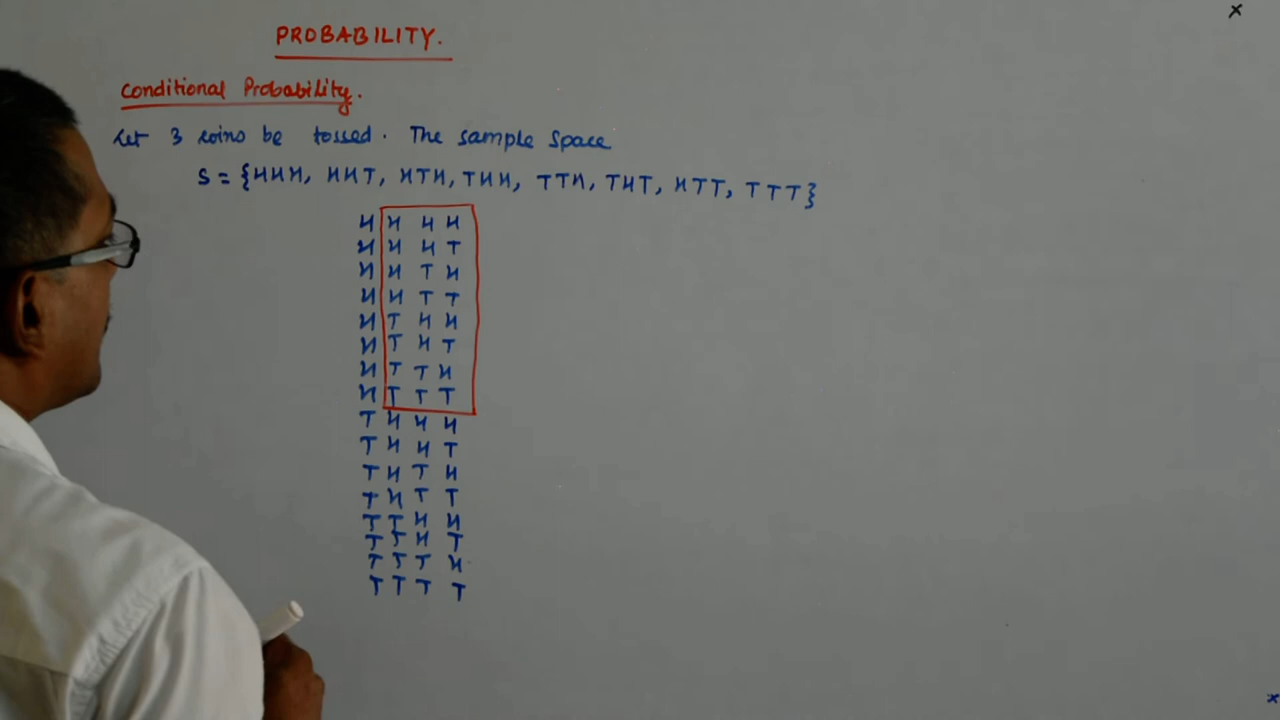 PROBABILITY.
Conditional Probability.
Let 3 coins be tossed. The Sample Space
S = {HHH, HHT, HTH, THH, TTH, THT, HTT, TTT}
H H H H
H H H T
H H T H
H H T T
H T H H
H T H T
H T T H
H T T T
T H H H
T H H T
T H T H
T H T T
T T H H
T T H T
T T T H
T T T T